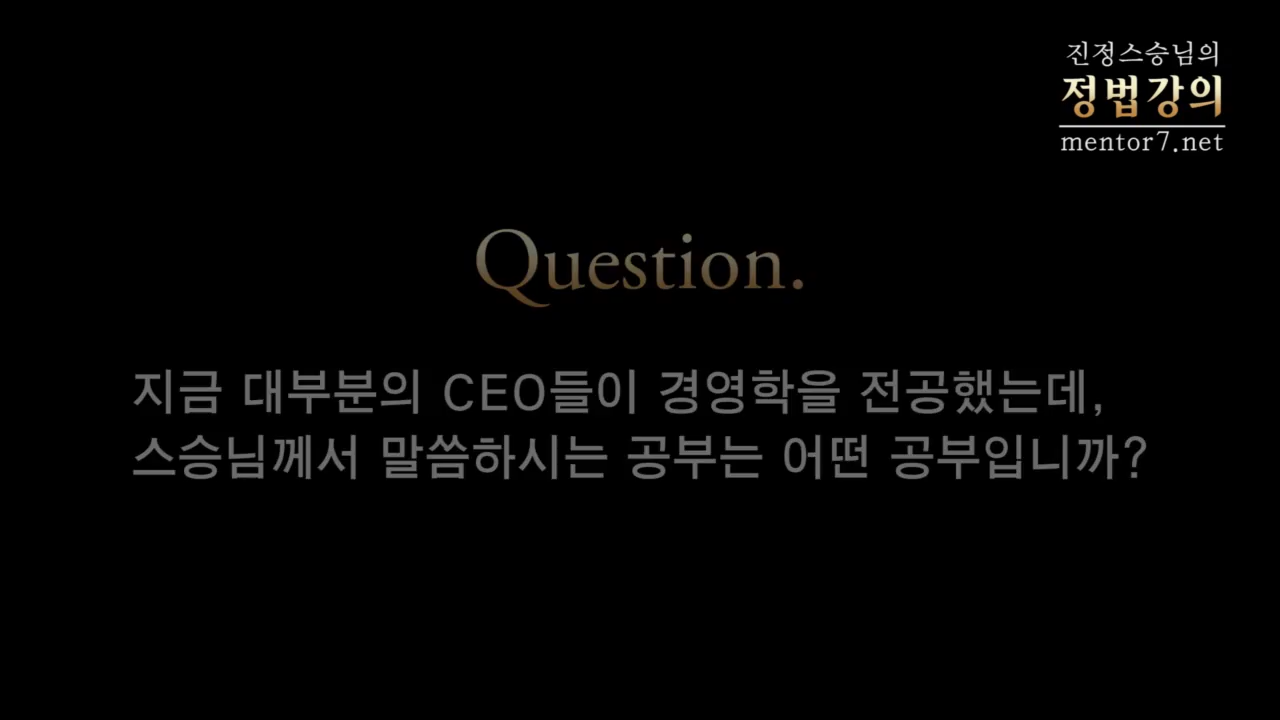 진정스승님의
정법강의
mentor7.net
Question.
지금 대부분의 CEO들이 경영학을 전공했는데,
스승님께서 말씀하시는 공부는 어떤 공부입니까?